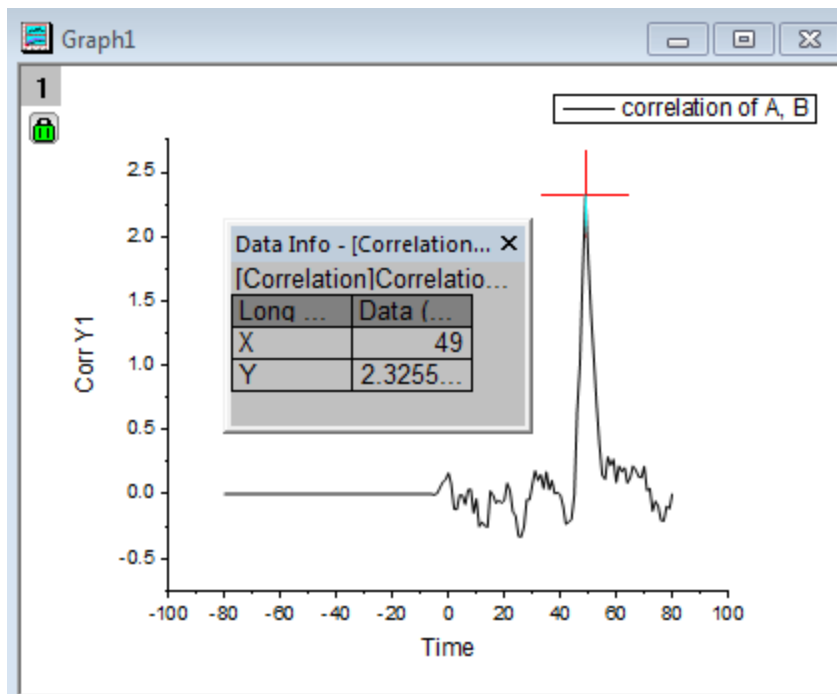 Graph1
1
correlation of A, B
2.5
2.0
1.5
1.0
0.5
0.0
-0.5
Corr Y1
Data Info - [Correlation...
[Correlation]Correlatio...
Long ... Data (...
X 49
Y 2.3255...
-100 -80 -60 -40 -20 0 20 40 60 80 100
Time